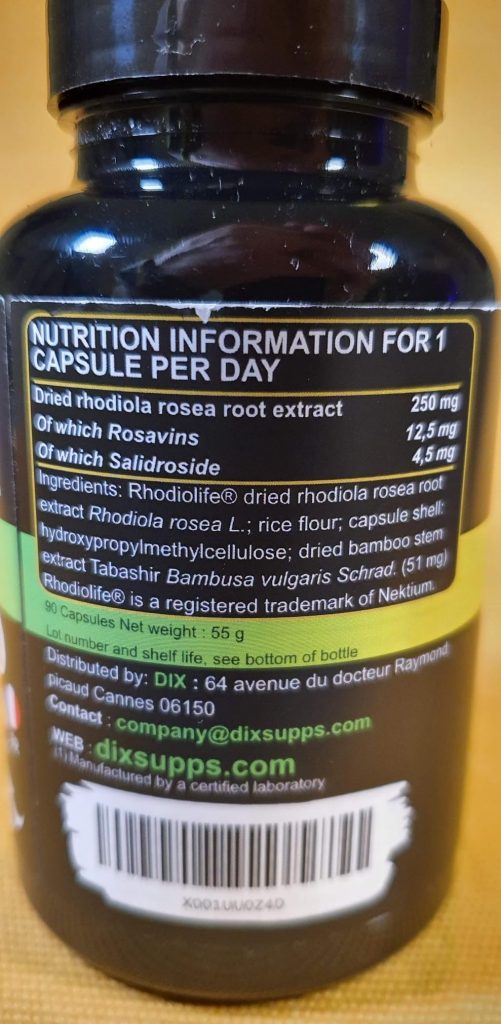 NUTRITION INFORMATION FOR 1
CAPSULE PER DAY
Dried rhodiola rosea root extract 250 mg
Of which Rosavins 12,5 mg
Of which Salidroside 4,5 mg
Ingredients: Rhodiolife® dried rhodiola rosea root
extract Rhodiola rosea L.; rice flour; capsule shell:
hydroxypropylmethylcellulose; dried bamboo stem
extract Tabashir Bambusa vulgaris Schrad. (51 mg)
Rhodiolife® is a registered trademark of Nektium.
90 Capsules Net weight : 55 g
Lot number and shelf life, see bottom of bottle
Distributed by: DIX : 64 avenue du docteur Raymond
picaud Cannes 06150
Contact : company@dixsupps.com
WEB : dixsupps.com
(1) Manufactured by a certified laboratory
X001UU0Z4D